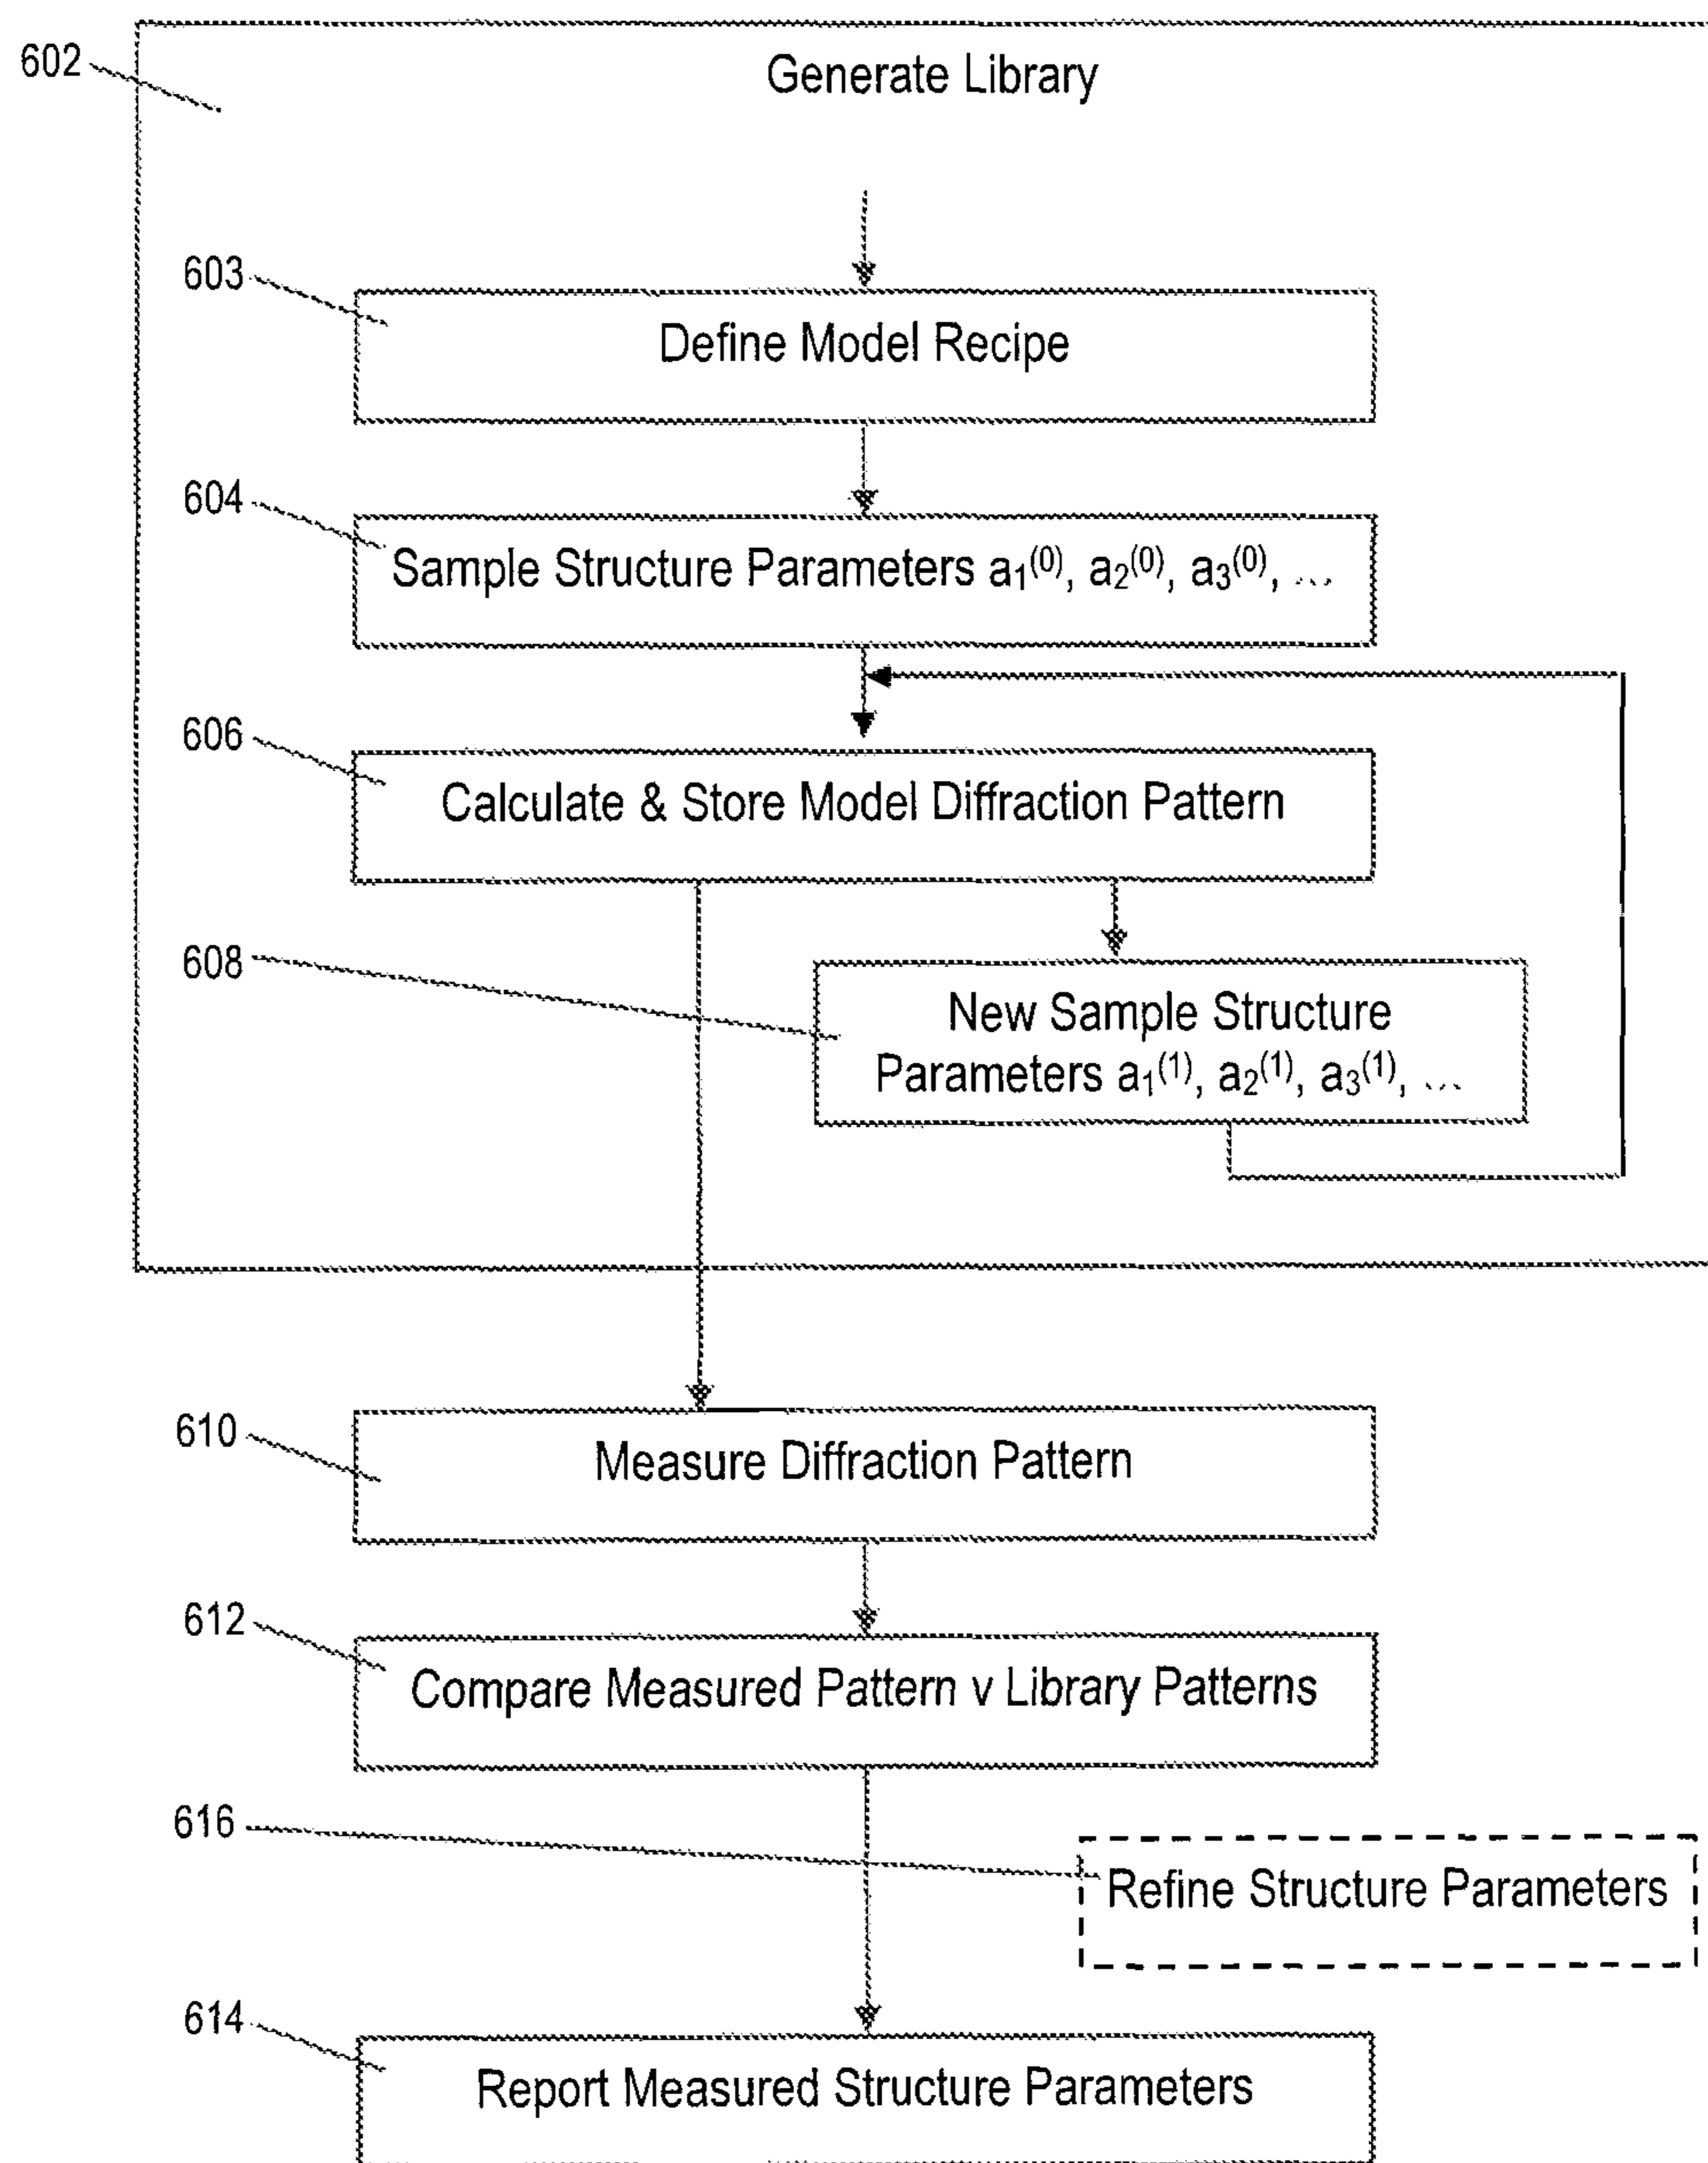 602
Generate Library
603
Define Model Recipe
604
Sample Structure Parameters a₁⁽⁰⁾, a₂⁽⁰⁾, a₃⁽⁰⁾, ...
606
Calculate & Store Model Diffraction Pattern
608
New Sample Structure
Parameters a₁⁽¹⁾, a₂⁽¹⁾, a₃⁽¹⁾, ...
610
Measure Diffraction Pattern
612
Compare Measured Pattern v Library Patterns
616
Refine Structure Parameters
614
Report Measured Structure Parameters